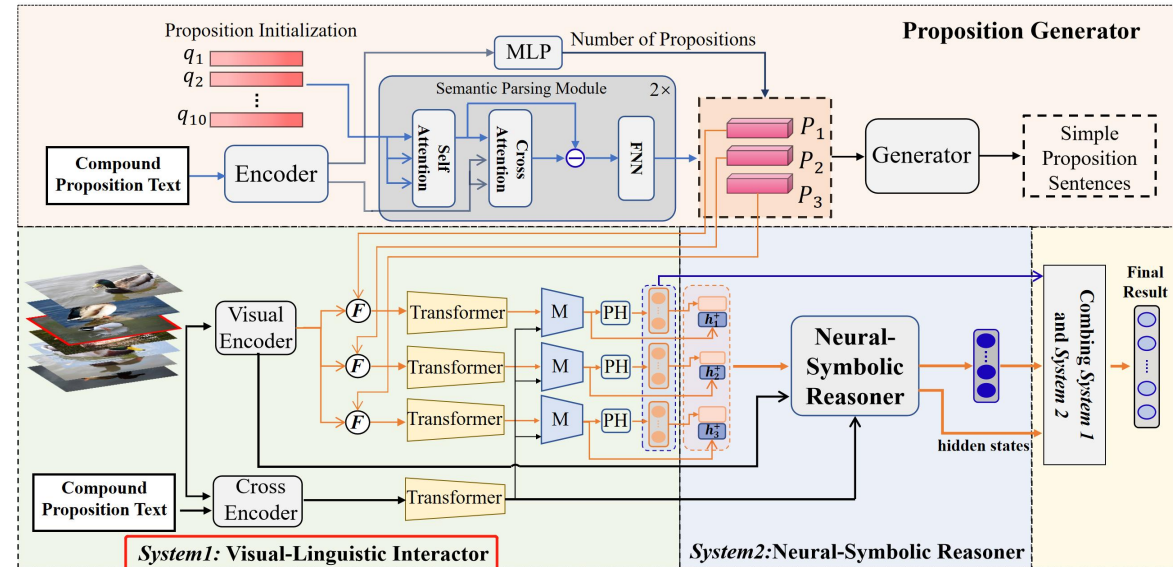 Proposition Initialization
Proposition Generator
q1
q2
q10
MLP
Number of Propositions
Semantic Parsing Module
2×
Compound
Proposition Text
Encoder
Self
Attention
Cross
Attention
FNN
P1
P2
P3
Generator
Simple
Proposition
Sentences
Visual
Encoder
F
Transformer
M
PH
h1+
F
Transformer
M
PH
h2+
F
Transformer
M
PH
h3+
Neural-
Symbolic
Reasoner
hidden states
Combing System 1
and System 2
Final
Result
Compound
Proposition Text
Cross
Encoder
Transformer
System1: Visual-Linguistic Interactor
System2:Neural-Symbolic Reasoner